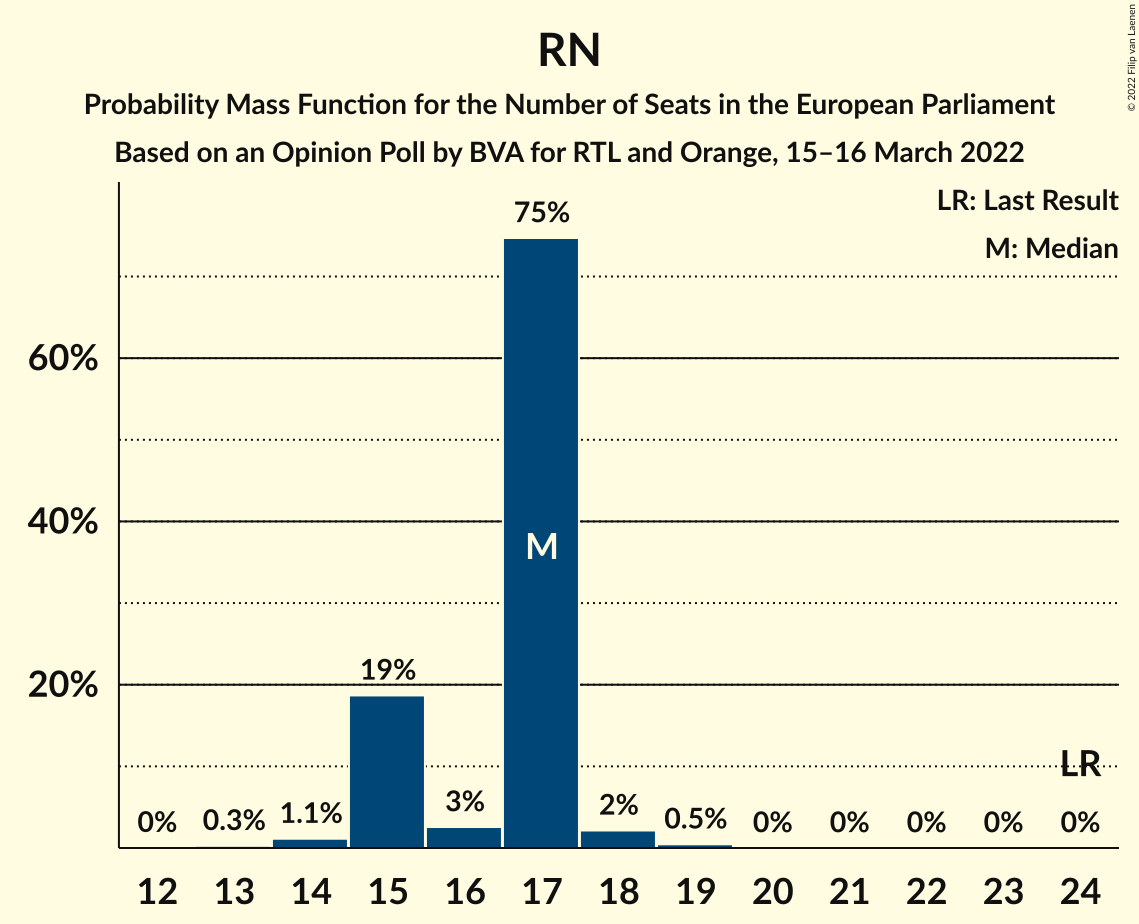 RN
Probability Mass Function for the Number of Seats in the European Parliament
Based on an Opinion Poll by BVA for RTL and Orange, 15–16 March 2022
© 2022 Filip van Laenen
LR: Last Result
M: Median
75%
60%
40%
M
19%
20%
LR
0% 0.3% 1.1% 3% 2% 0.5% 0% 0% 0% 0% 0%
12 13 14 15 16 17 18 19 20 21 22 23 24